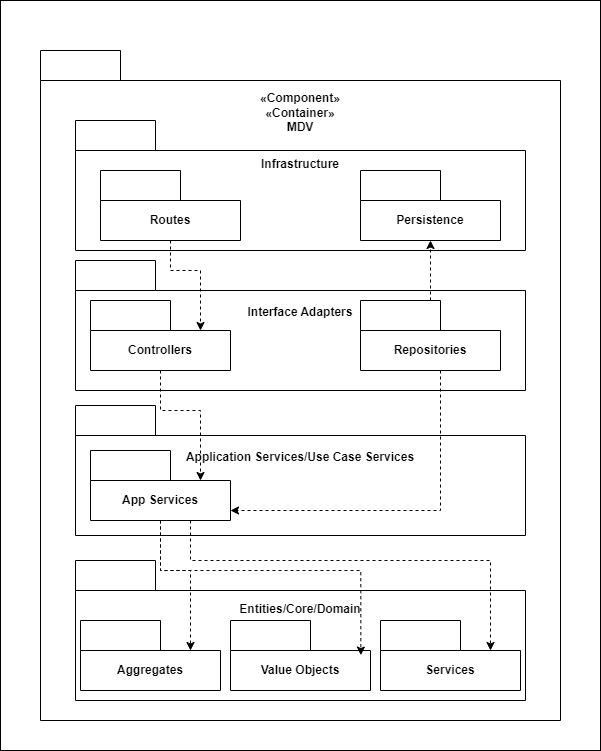 «Component»
«Container»
MDV
Infrastructure
Routes
Persistence
Interface Adapters
Controllers
Repositories
Application Services/Use Case Services
App Services
Entities/Core/Domain
Aggregates
Value Objects
Services